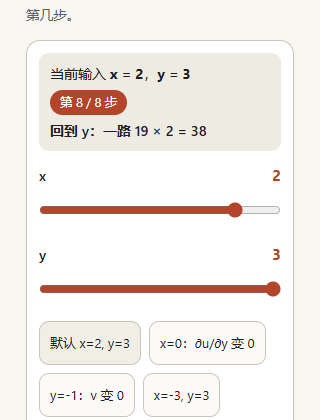 第几步。
当前输入 x = 2，y = 3
第 8 / 8 步
回到 y：一路 19 × 2 = 38
x 2
y 3
默认 x=2, y=3
x=0：∂u/∂y 变 0
y=-1：v 变 0
x=-3, y=3